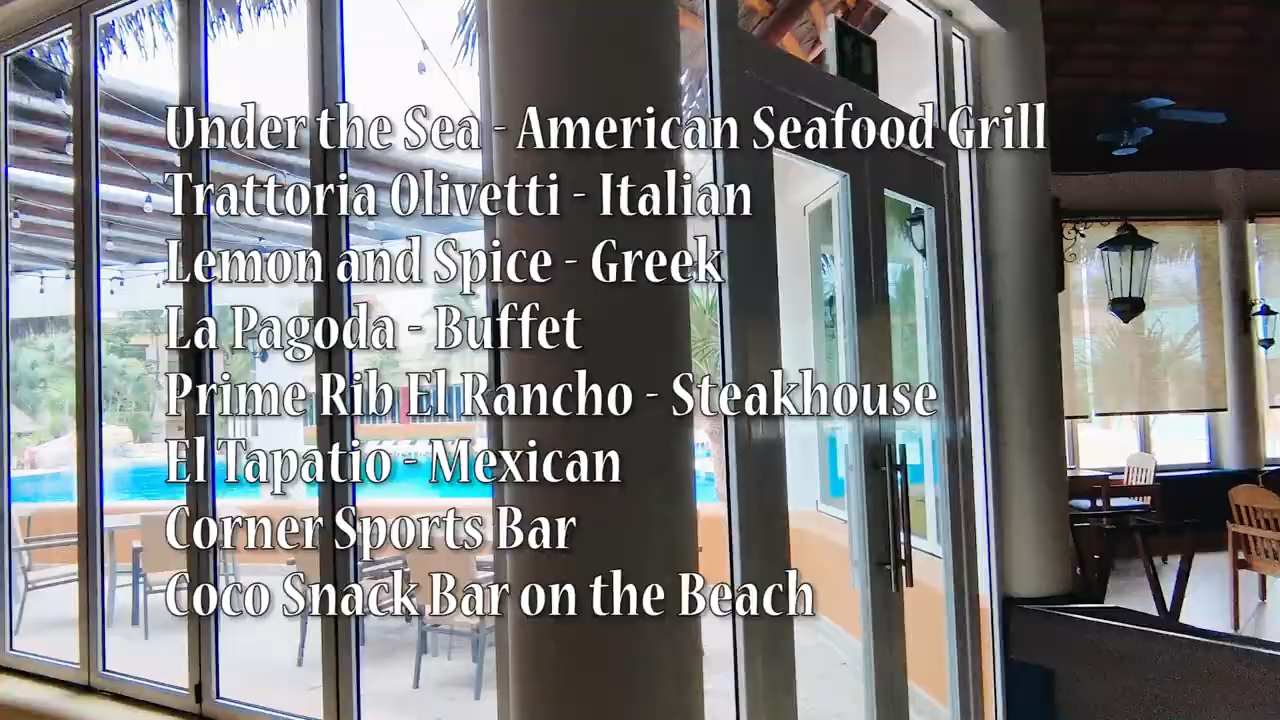 Under the Sea - American Seafood Grill
Trattoria Olivetti - Italian
Lemon and Spice - Greek
La Pagoda - Buffet
Prime Rib El Rancho - Steakhouse
El Tapatio - Mexican
Corner Sports Bar
Coco Snack Bar on the Beach